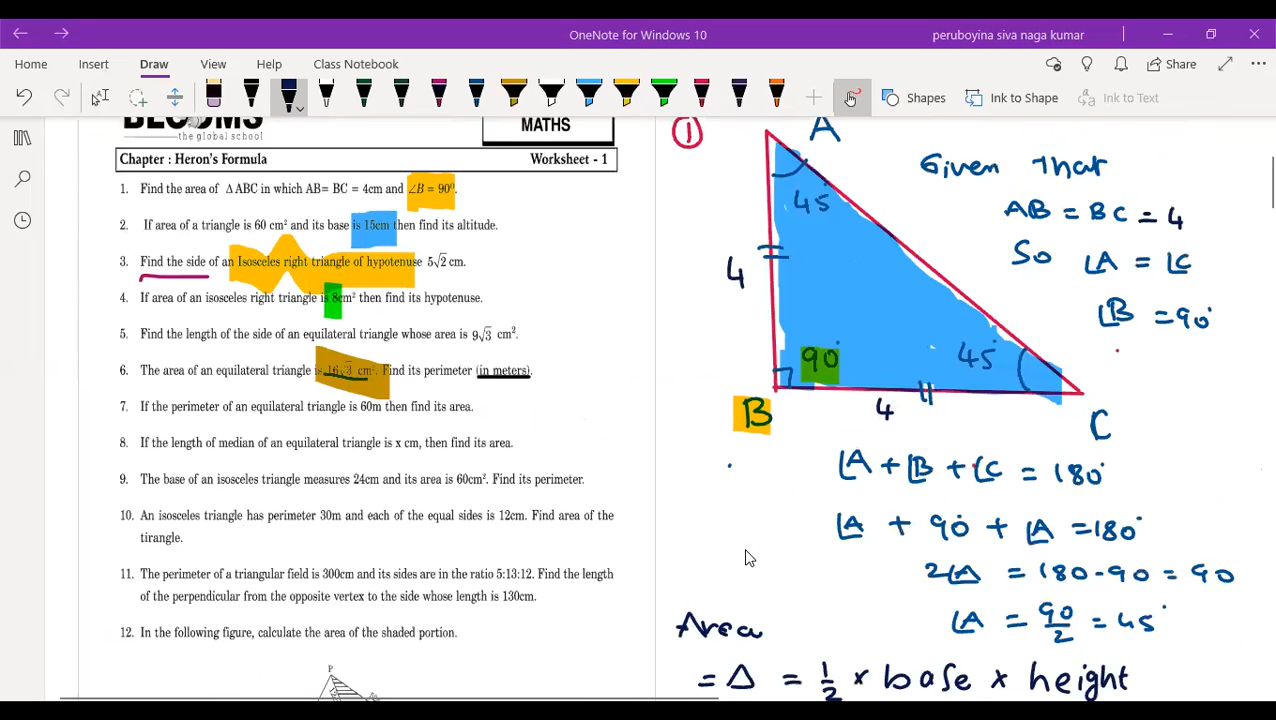 OneNote for Windows 10
peruboyina siva naga kumar
Home
Insert
Draw
View
Help
Class Notebook
Share
Shapes
Ink to Shape
Ink to Text
the global school
MATHS
Chapter : Heron's Formula
Worksheet - 1
1. Find the area of Δ ABC in which AB= BC = 4cm and ∠B = 90⁰.
2. If area of a triangle is 60 cm² and its base is 15cm then find its altitude.
3. Find the side of an Isosceles right triangle of hypotenuse 5√2 cm.
4. If area of an isosceles right triangle is 8cm² then find its hypotenuse.
5. Find the length of the side of an equilateral triangle whose area is 9√3 cm².
6. The area of an equilateral triangle is 16√3 cm². Find its perimeter (in meters).
7. If the perimeter of an equilateral triangle is 60m then find its area.
8. If the length of median of an equilateral triangle is x cm, then find its area.
9. The base of an isosceles triangle measures 24cm and its area is 60cm². Find its perimeter.
10. An isosceles triangle has perimeter 30m and each of the equal sides is 12cm. Find area of the
tirangle.
11. The perimeter of a triangular field is 300cm and its sides are in the ratio 5:13:12. Find the length
of the perpendicular from the opposite vertex to the side whose length is 130cm.
12. In the following figure, calculate the area of the shaded portion.
P
1
A
45
4
90°
45°
B
4
C
Given That
AB = BC = 4
So ∠A = ∠C
∠B = 90°
∠A + ∠B + ∠C = 180°
∠A + 90° + ∠A = 180°
2∠A = 180 - 90 = 90
∠A = 90/2 = 45°
Area
= Δ = 1/2 × base × height